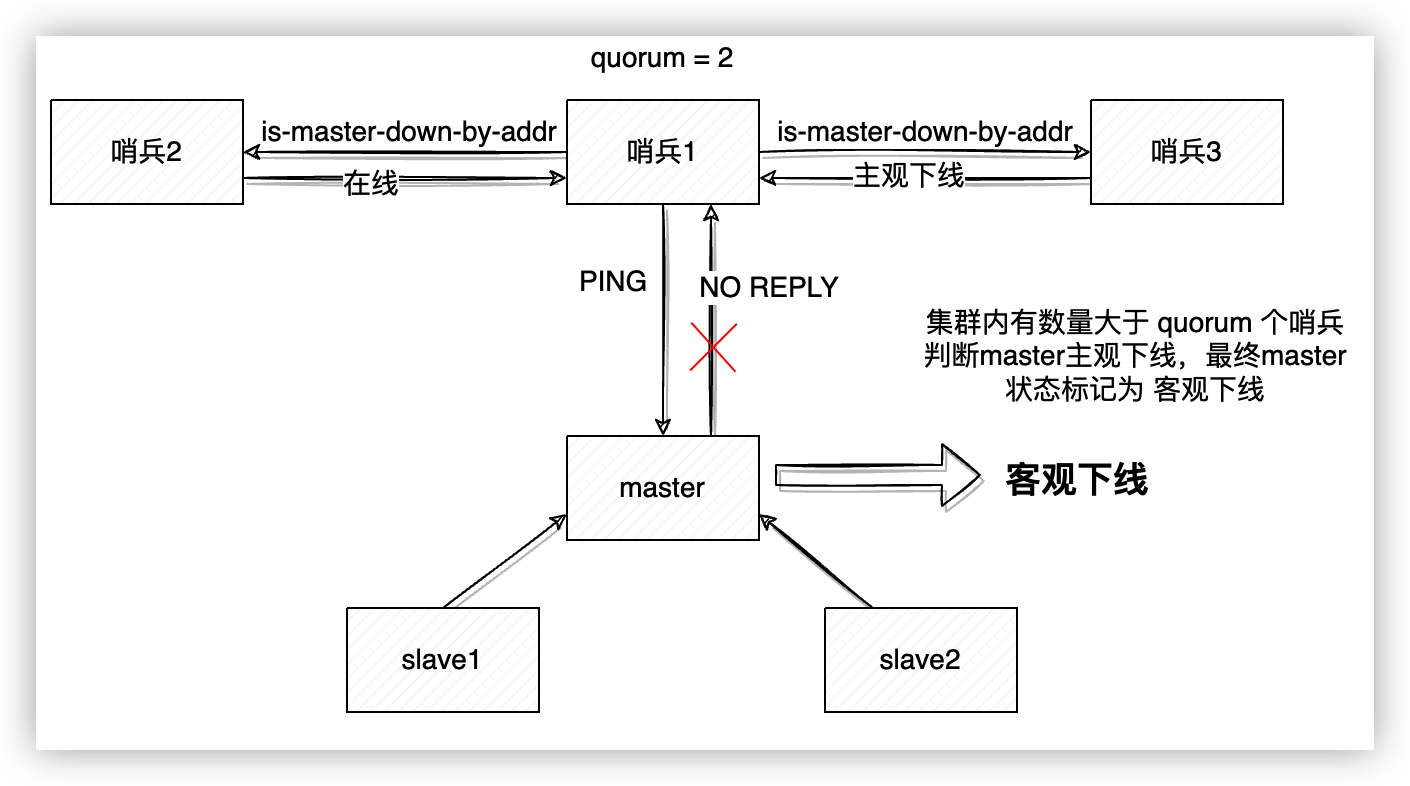 quorum = 2
哨兵2
is-master-down-by-addr
在线
哨兵1
is-master-down-by-addr
主观下线
哨兵3
PING
NO REPLY
集群内有数量大于 quorum 个哨兵
判断master主观下线，最终master
状态标记为 客观下线
master
客观下线
slave1
slave2